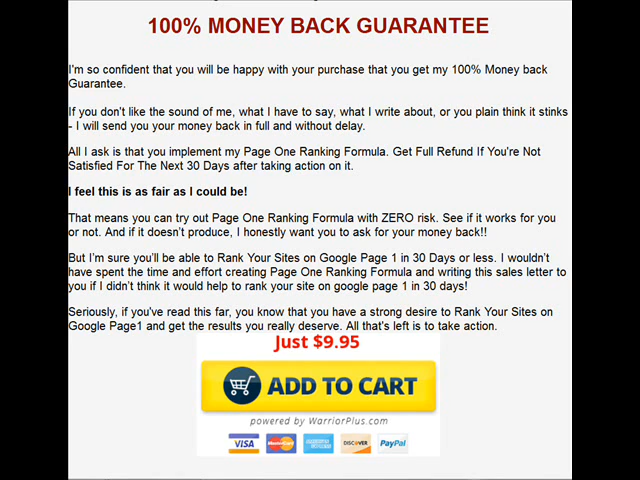 100% MONEY BACK GUARANTEE
I'm so confident that you will be happy with your purchase that you get my 100% Money back
Guarantee.
If you don't like the sound of me, what I have to say, what I write about, or you plain think it stinks
- I will send you your money back in full and without delay.
All I ask is that you implement my Page One Ranking Formula. Get Full Refund If You're Not
Satisfied For The Next 30 Days after taking action on it.
I feel this is as fair as I could be!
That means you can try out Page One Ranking Formula with ZERO risk. See if it works for you
or not. And if it doesn't produce, I honestly want you to ask for your money back!!
But I'm sure you'll be able to Rank Your Sites on Google Page 1 in 30 Days or less. I wouldn't
have spent the time and effort creating Page One Ranking Formula and writing this sales letter to
you if I didn't think it would help to rank your site on google page 1 in 30 days!
Seriously, if you've read this far, you know that you have a strong desire to Rank Your Sites on
Google Page1 and get the results you really deserve. All that's left is to take action.
Just $9.95
ADD TO CART
powered by WarriorPlus.com
VISA MasterCard AMERICAN EXPRESS DISCOVER PayPal